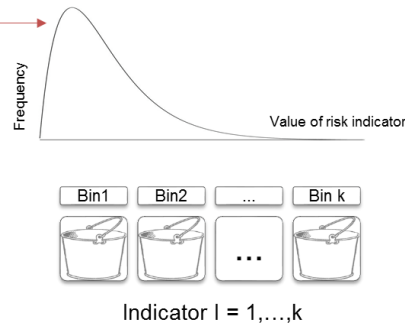 Frequency
Value of risk indicator
Bin1 Bin2 ... Bin k
...
Indicator I = 1,...,k